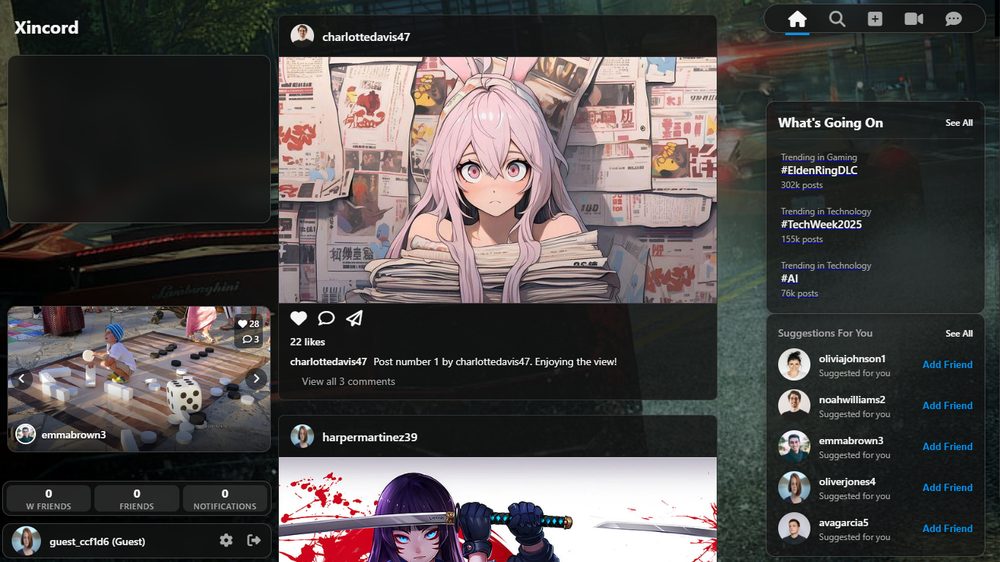 Xincord
charlottedavis47
22 likes
charlottedavis47 Post number 1 by charlottedavis47. Enjoying the view!
View all 3 comments
harpermartinez39
Lamborghini
28
3
emmabrown3
0
W FRIENDS
0
FRIENDS
0
NOTIFICATIONS
guest_ccf1d6 (Guest)
What's Going On
See All
Trending in Gaming
#EldenRingDLC
302k posts
Trending in Technology
#TechWeek2025
155k posts
Trending in Technology
#AI
76k posts
Suggestions For You
See All
oliviajohnson1
Suggested for you
Add Friend
noahwilliams2
Suggested for you
Add Friend
emmabrown3
Suggested for you
Add Friend
oliverjones4
Suggested for you
Add Friend
avagarcia5
Suggested for you
Add Friend